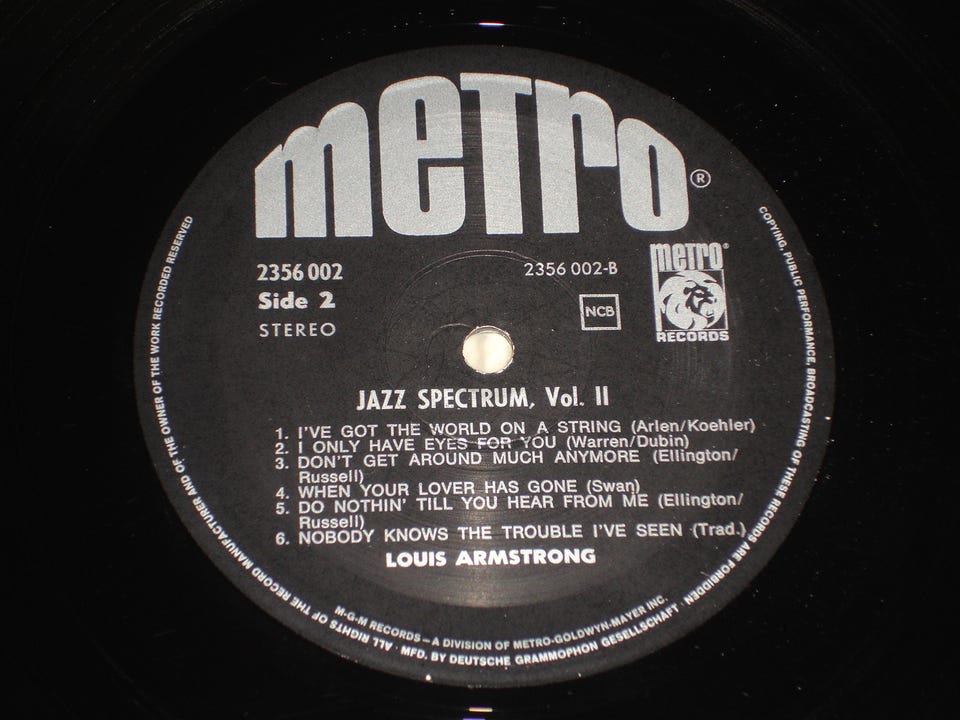 metro®
2356 002
2356 002-B
Side 2
STEREO
NCB
metro®
RECORDS
JAZZ SPECTRUM, Vol. II
1. I'VE GOT THE WORLD ON A STRING (Arlen/Koehler)
2. I ONLY HAVE EYES FOR YOU (Warren/Dubin)
3. DON'T GET AROUND MUCH ANYMORE (Ellington/
Russell)
4. WHEN YOUR LOVER HAS GONE (Swan)
5. DO NOTHIN' TILL YOU HEAR FROM ME (Ellington/
Russell)
6. NOBODY KNOWS THE TROUBLE I'VE SEEN (Trad.)
LOUIS ARMSTRONG
M-G-M RECORDS – A DIVISION OF METRO-GOLDWYN-MAYER INC.
MFD. BY DEUTSCHE GRAMMOPHON GESELLSCHAFT · ALL RIGHTS OF THE RECORD MANUFACTURER AND OF THE OWNER OF THE WORK RECORDED RESERVED
COPYING, PUBLIC PERFORMANCE, BROADCASTING OF THESE RECORDS ARE FORBIDDEN